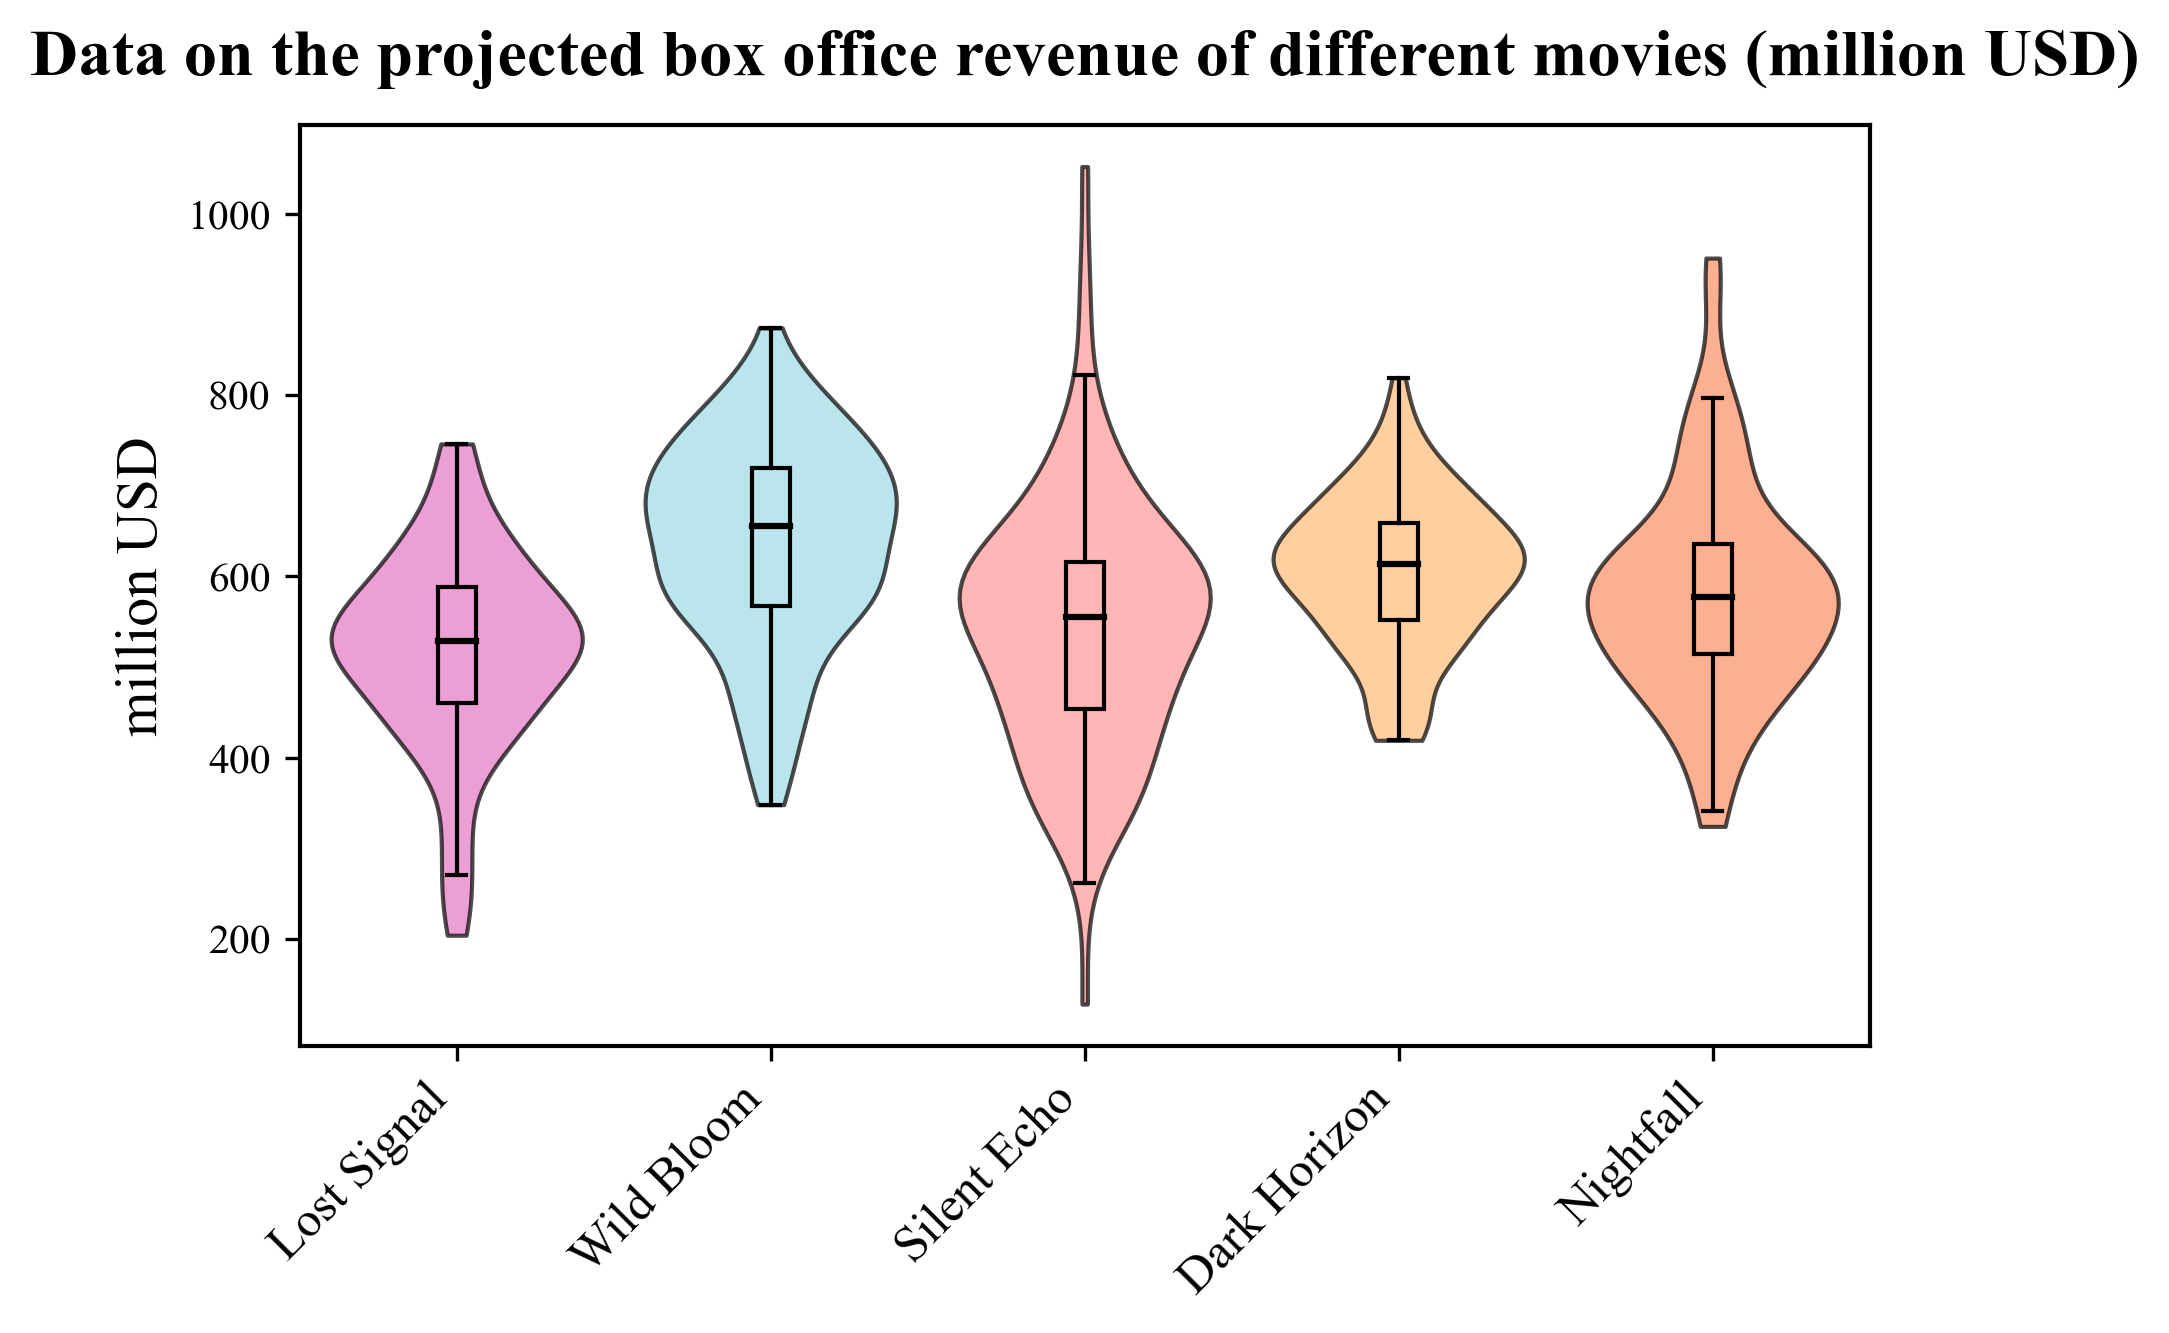 Data on the projected box office revenue of different movies (million USD)
million USD
1000
800
600
400
200
Lost Signal
Wild Bloom
Silent Echo
Dark Horizon
Nightfall